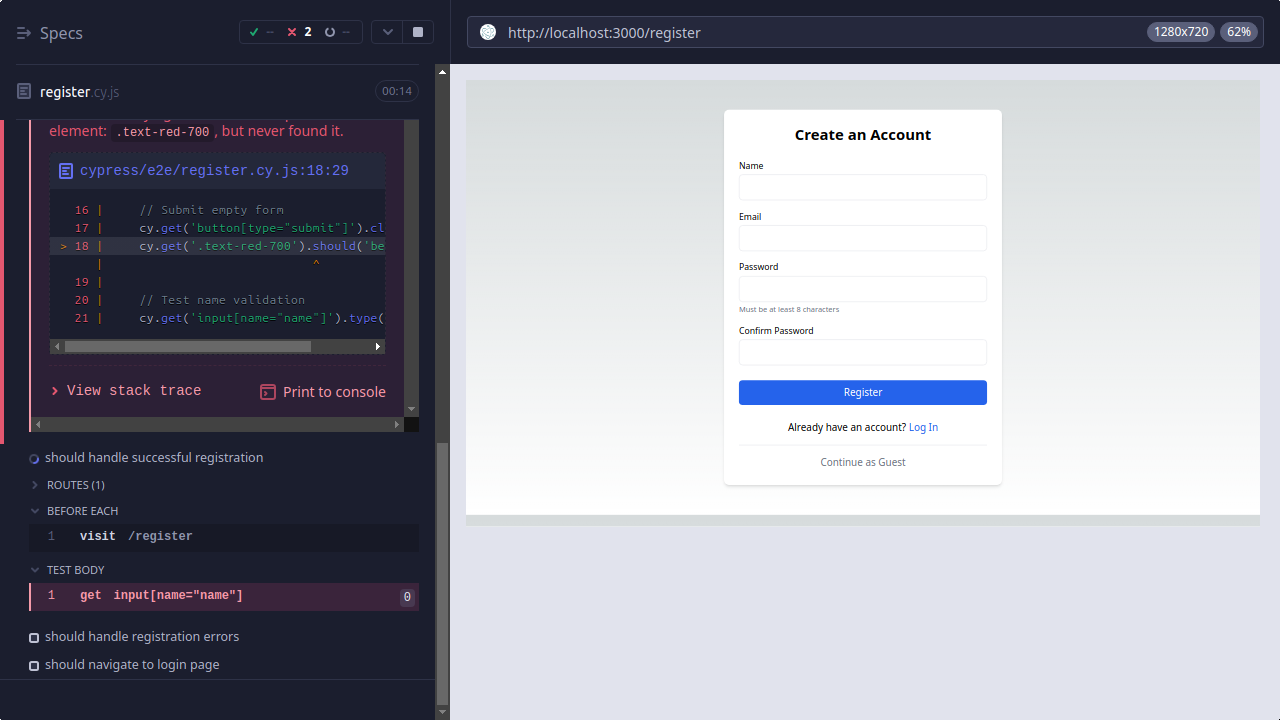 Specs
-- 2 --
http://localhost:3000/register
1280x720 62%
register.cy.js
00:14
element: .text-red-700, but never found it.
cypress/e2e/register.cy.js:18:29
16 | // Submit empty form
17 | cy.get('button[type="submit"]').cl
> 18 | cy.get('.text-red-700').should('be
| ^
19 |
20 | // Test name validation
21 | cy.get('input[name="name"]').type(
View stack trace
Print to console
should handle successful registration
ROUTES (1)
BEFORE EACH
1 visit /register
TEST BODY
1 get input[name="name"] 0
should handle registration errors
should navigate to login page
Create an Account
Name
Email
Password
Must be at least 8 characters
Confirm Password
Register
Already have an account? Log In
Continue as Guest